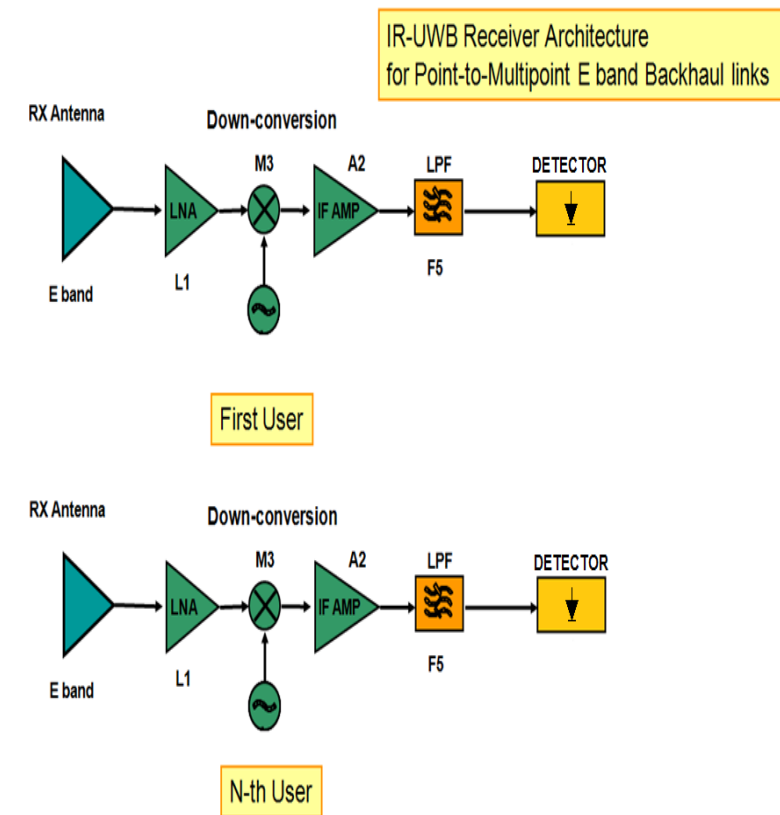 IR-UWB Receiver Architecture
for Point-to-Multipoint E band Backhaul links
RX Antenna
Down-conversion
M3
A2
LPF
DETECTOR
LNA
IF AMP
L1
F5
E band
First User
RX Antenna
Down-conversion
M3
A2
LPF
DETECTOR
LNA
IF AMP
L1
F5
E band
N-th User